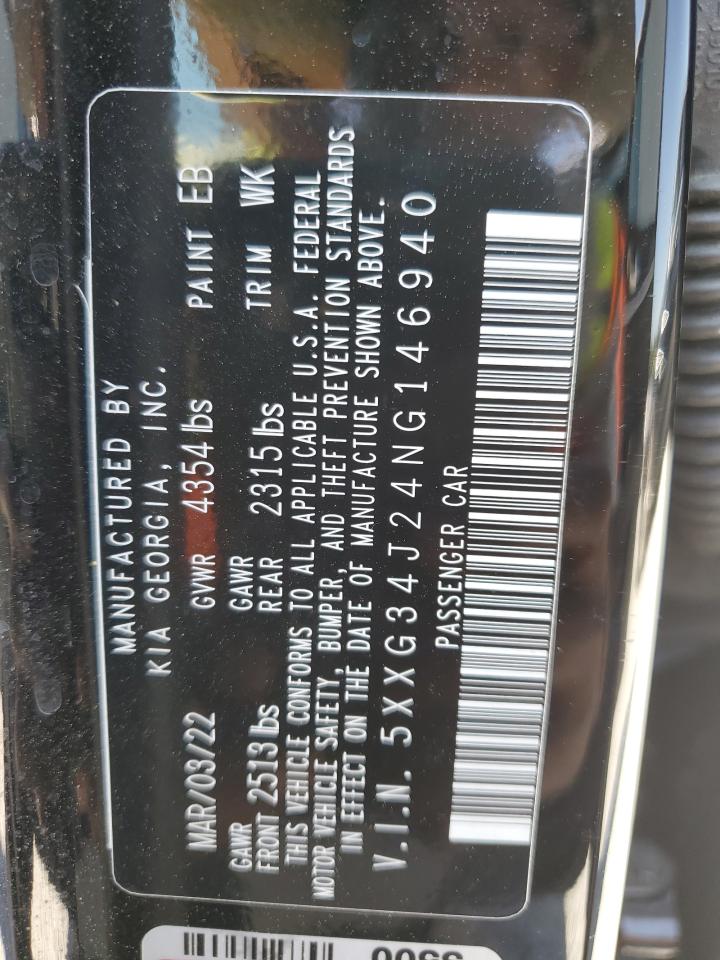 MANUFACTURED BY
KIA GEORGIA, INC.
MAR/03/22 GVWR 4354 lbs PAINT EB
GAWR GAWR
FRONT 2513 lbs REAR 2315 lbs TRIM WK
THIS VEHICLE CONFORMS TO ALL APPLICABLE U.S.A. FEDERAL
MOTOR VEHICLE SAFETY, BUMPER, AND THEFT PREVENTION STANDARDS
IN EFFECT ON THE DATE OF MANUFACTURE SHOWN ABOVE.
V.I.N. 5XXG34J24NG146940
PASSENGER CAR